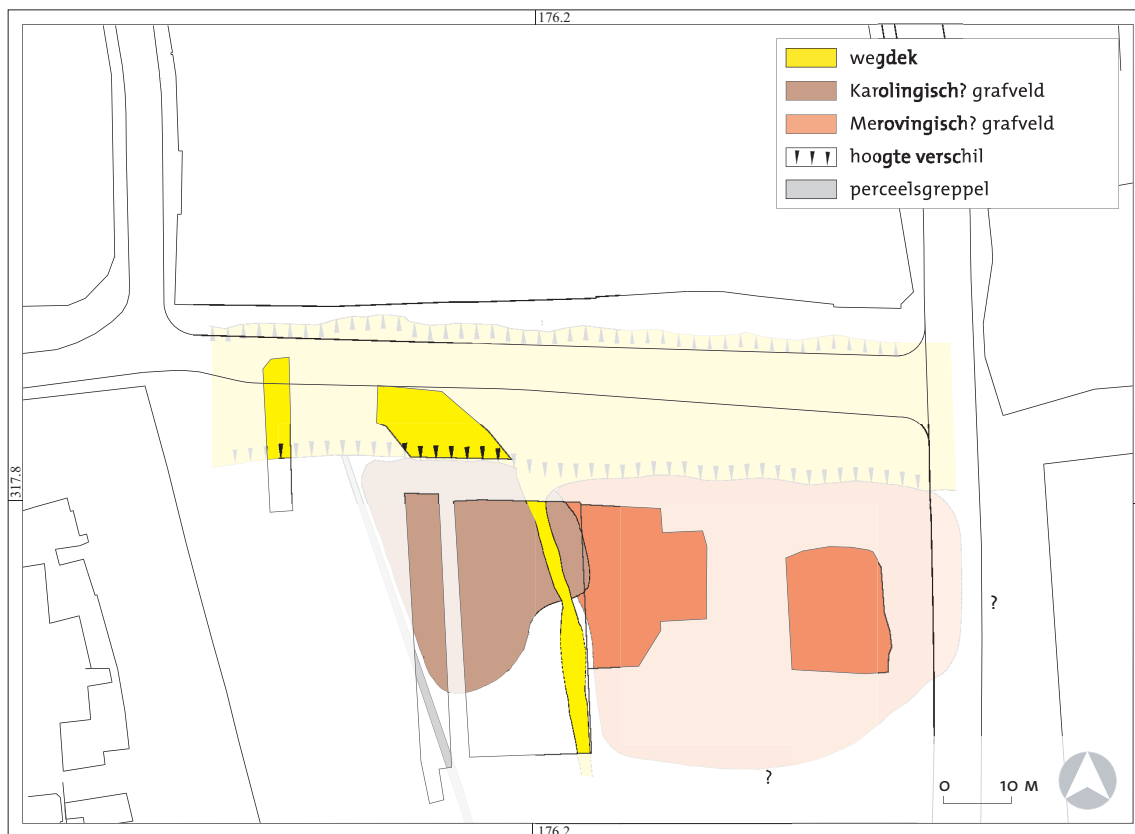 176.2
wegdek
Karolingisch? grafveld
Merovingisch? grafveld
hoogte verschil
perceelsgreppel
?
317.8
?
?
0 10 M
176.2